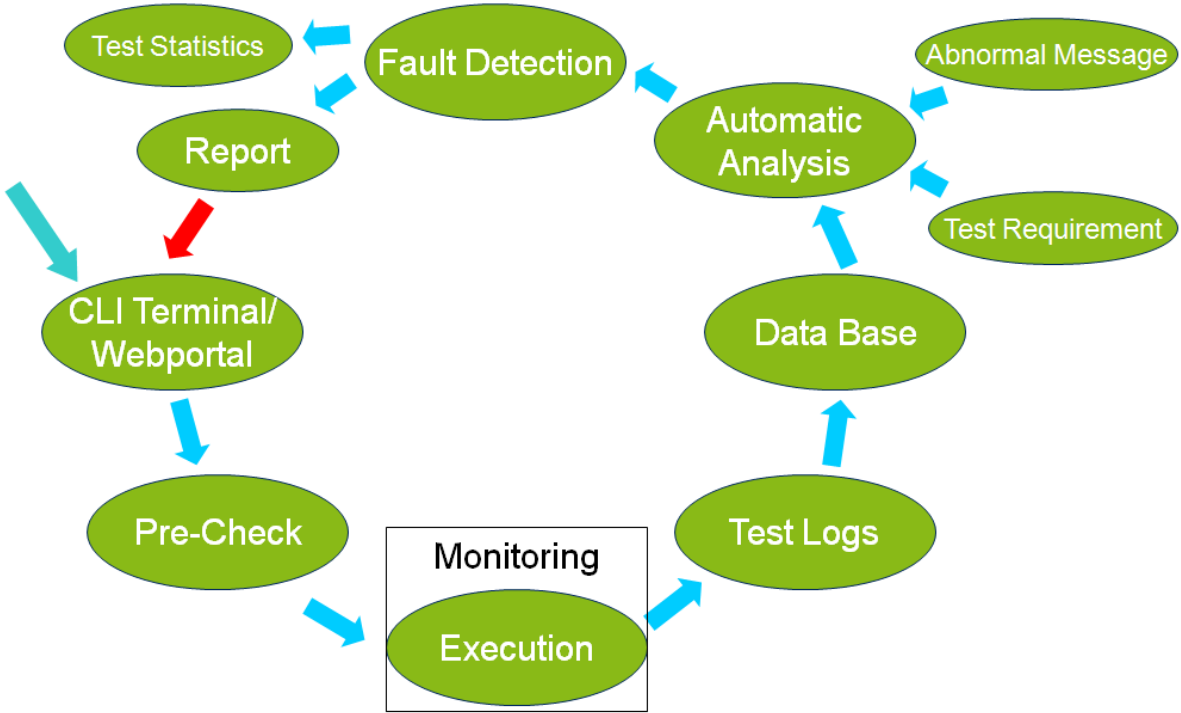 Test Statistics
Fault Detection
Abnormal Message
Automatic
Analysis
Report
Test Requirement
CLI Terminal/
Webportal
Data Base
Pre-Check
Test Logs
Monitoring
Execution